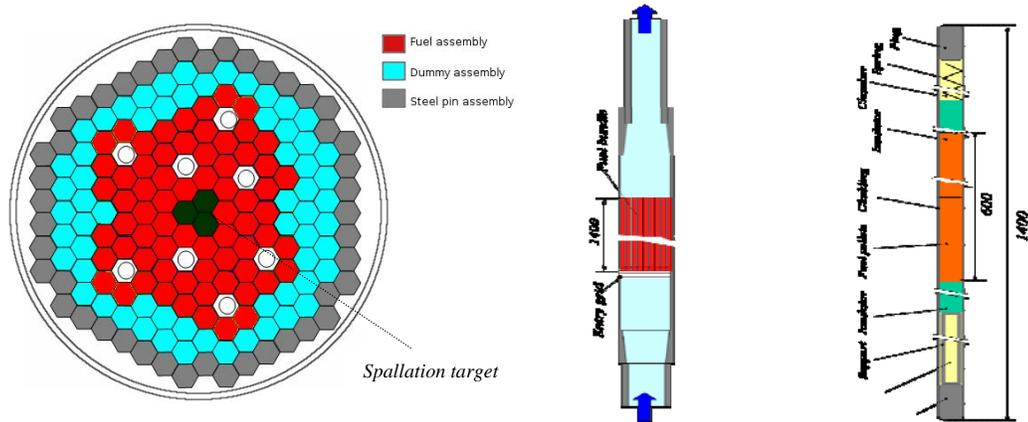 Fuel assembly
Dummy assembly
Steel pin assembly
Spallation target
Fuel bundle
1400
Entry grid
Plug
Spring
Chamber
Insulator
Cladding
Fuel pellets
Insulator
Support
600
1400